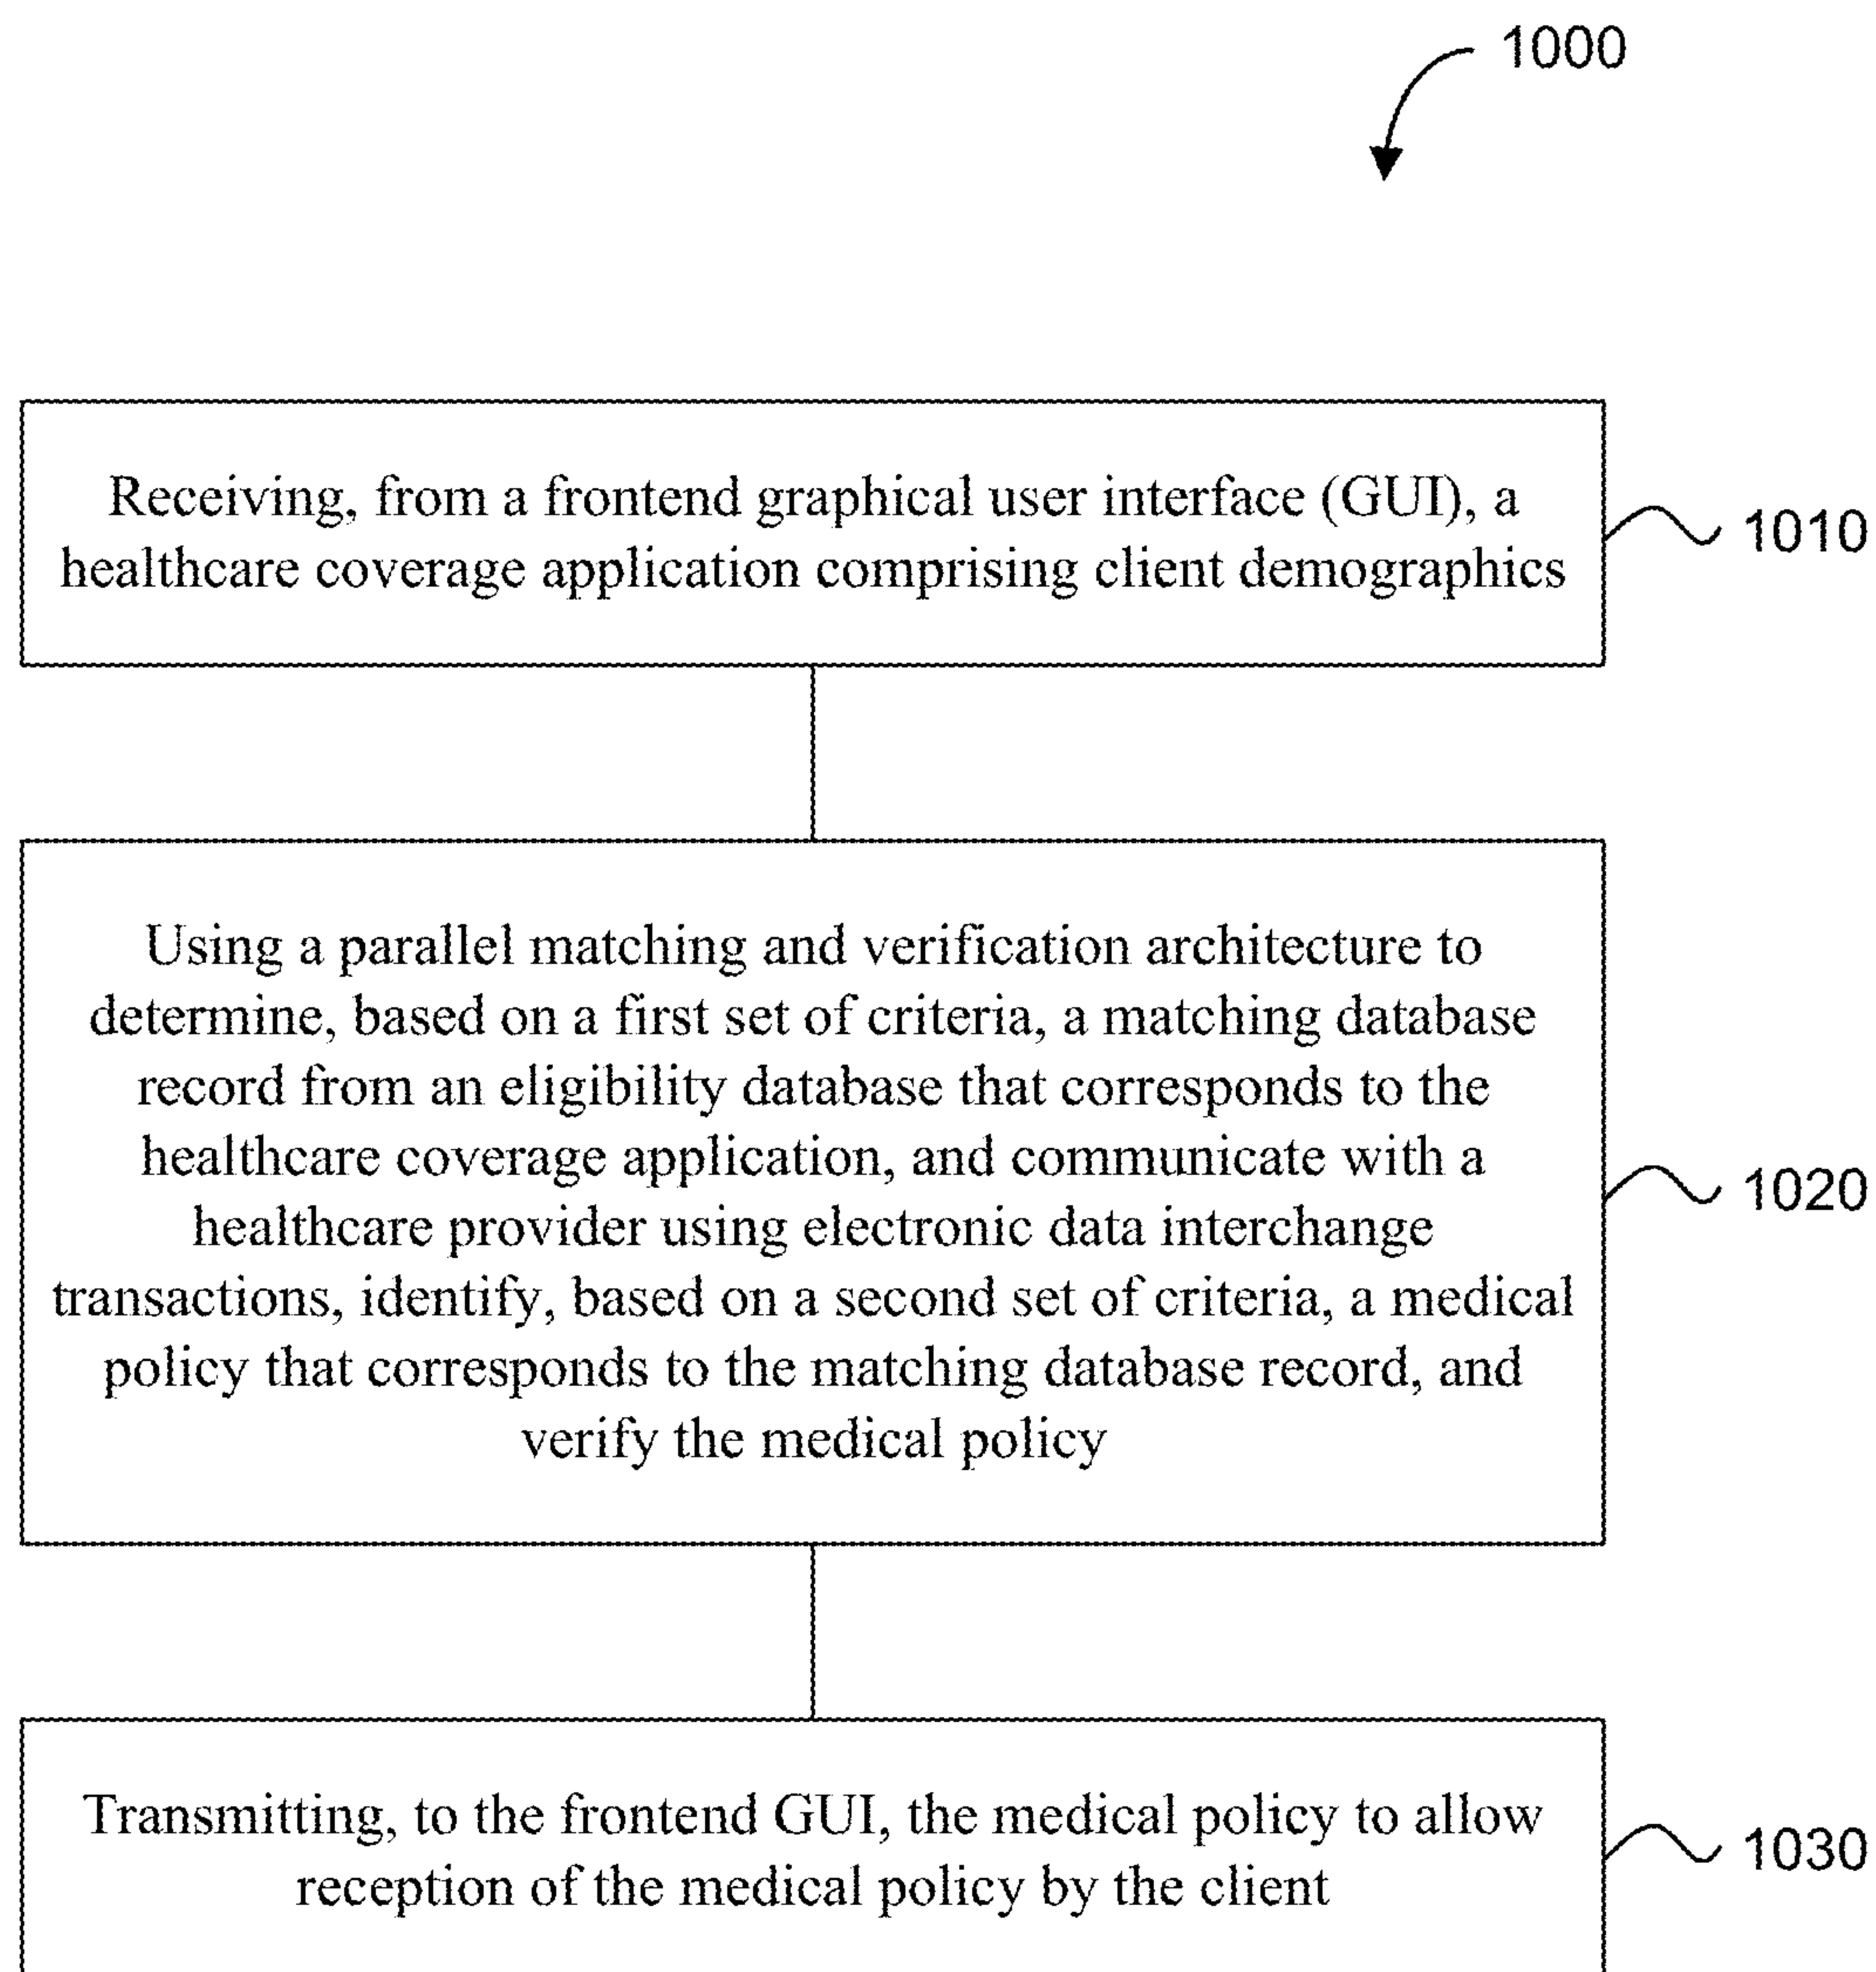 1000
Receiving, from a frontend graphical user interface (GUI), a
healthcare coverage application comprising client demographics
1010
Using a parallel matching and verification architecture to
determine, based on a first set of criteria, a matching database
record from an eligibility database that corresponds to the
healthcare coverage application, and communicate with a
healthcare provider using electronic data interchange
transactions, identify, based on a second set of criteria, a medical
policy that corresponds to the matching database record, and
verify the medical policy
1020
Transmitting, to the frontend GUI, the medical policy to allow
reception of the medical policy by the client
1030